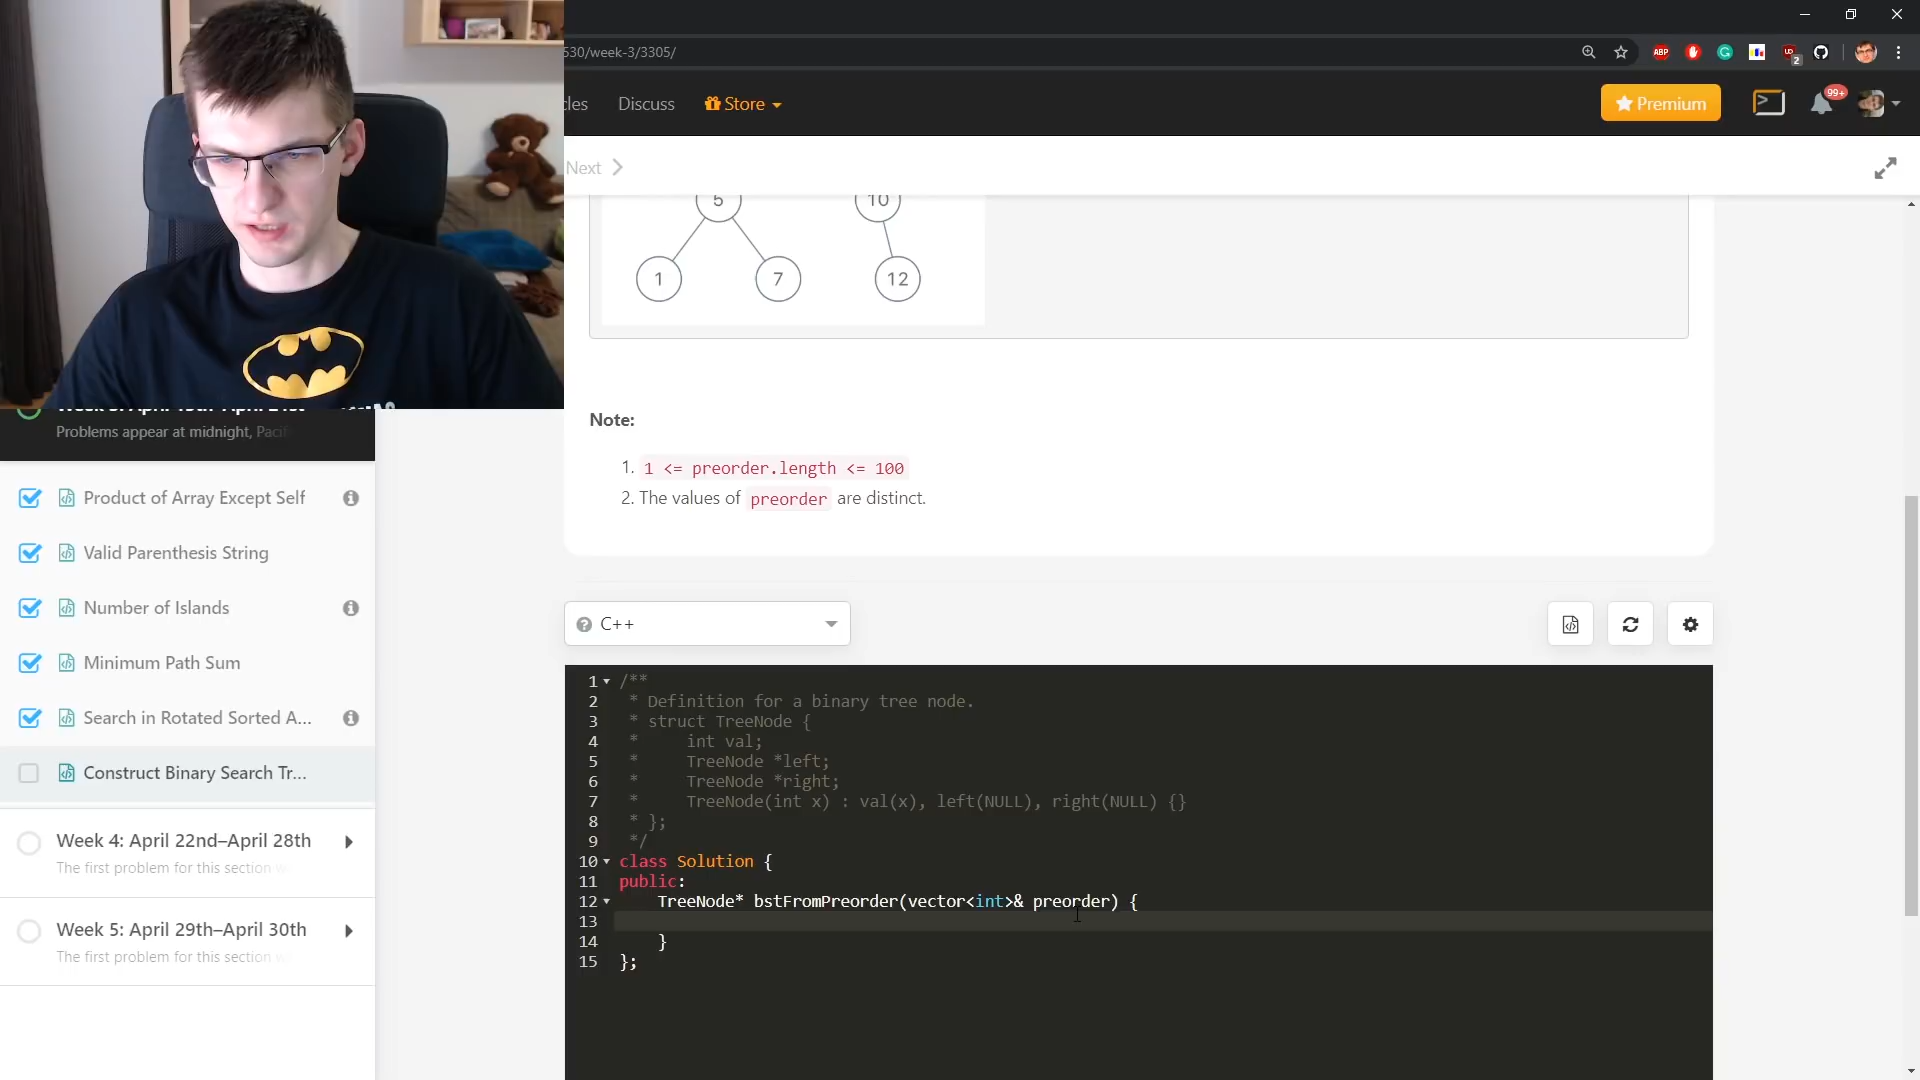 530/week-3/3305/
ABP
UD
2
cles
Discuss
Store
Premium
99+
Next
5
10
1
7
12
Note:
1. 1 <= preorder.length <= 100
2. The values of preorder are distinct.
Problems appear at midnight, Pacif
Product of Array Except Self
Valid Parenthesis String
Number of Islands
Minimum Path Sum
Search in Rotated Sorted A...
Construct Binary Search Tr...
Week 4: April 22nd–April 28th
The first problem for this section w
Week 5: April 29th–April 30th
The first problem for this section w
C++
1 /**
2  * Definition for a binary tree node.
3  * struct TreeNode {
4  *     int val;
5  *     TreeNode *left;
6  *     TreeNode *right;
7  *     TreeNode(int x) : val(x), left(NULL), right(NULL) {}
8  * };
9  */
10 class Solution {
11 public:
12     TreeNode* bstFromPreorder(vector<int>& preorder) {
13
14     }
15 };